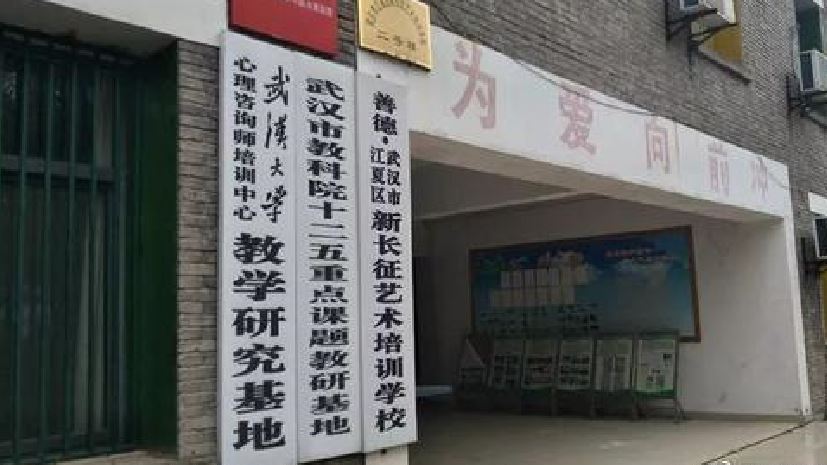 武漢大学
心理咨询师培训中心
教学研究基地
武汉市教科院十二五重点课题教研基地
善德·武汉市
江夏区
新长征艺术培训学校
为爱向前冲